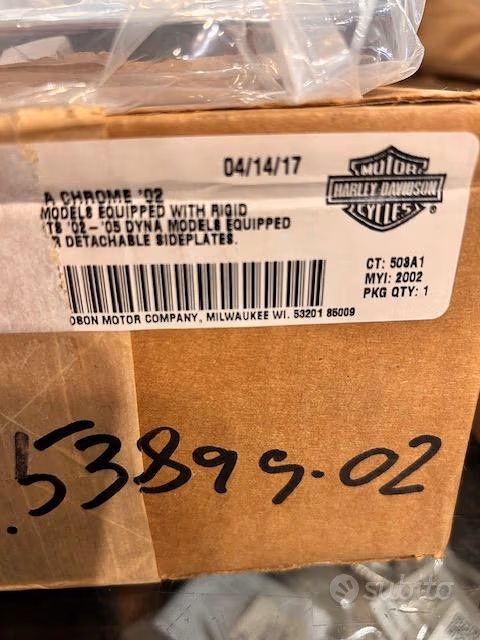 04/14/17
MOTOR
HARLEY-DAVIDSON
CYCLES
A CHROME '02
MODELS EQUIPPED WITH RIGID
TS '02 - '05 DYNA MODELS EQUIPPED
R DETACHABLE SIDEPLATES.
CT: 503A1
MYI: 2002
PKG QTY: 1
DSON MOTOR COMPANY, MILWAUKEE WI. 53201 85009
.53899-02
subito